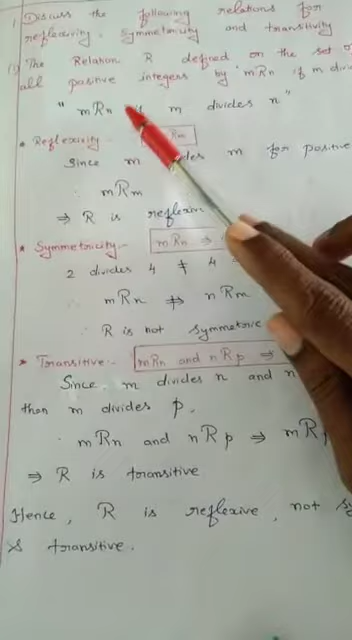 1. Discuss the following relations for
reflexivity, Symmetricity and transitivity
(i) The Relation R defined on the set of
all positive integers by mRn if m
" mRn m divides n "
* Reflexivity Rm
Since m m for positive
∴ mRm
⇒ R is
* Symmetricity:- mRn ⇒
2 divides 4 ≠ 4
∴ mRn ⇏ nRm
∴ R is not symmetric
* Transitive:- mRn and nRp ⇒
Since m divides n and n
then m divides p.
∴ mRn and nRp ⇒ mR
⇒ R is transitive
Hence, R is reflexive, not
& transitive.